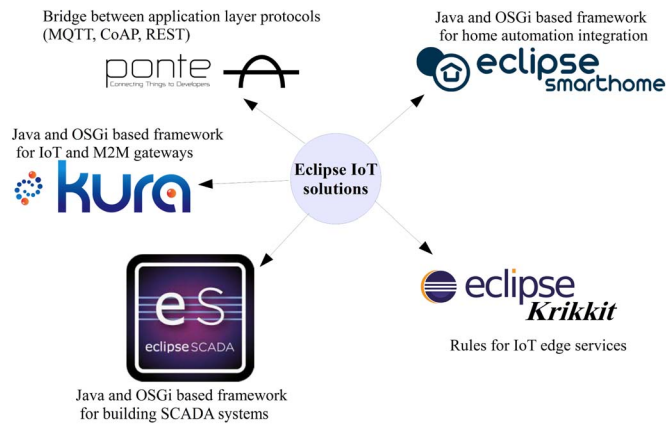 Bridge between application layer protocols
(MQTT, CoAP, REST)
ponte
Connecting Things to Developers
Java and OSGi based framework
for home automation integration
eclipse
smarthome
Java and OSGi based framework
for IoT and M2M gateways
kura
Eclipse IoT
solutions
eS
eclipseSCADA
Java and OSGi based framework
for building SCADA systems
eclipse
Krikkit
Rules for IoT edge services